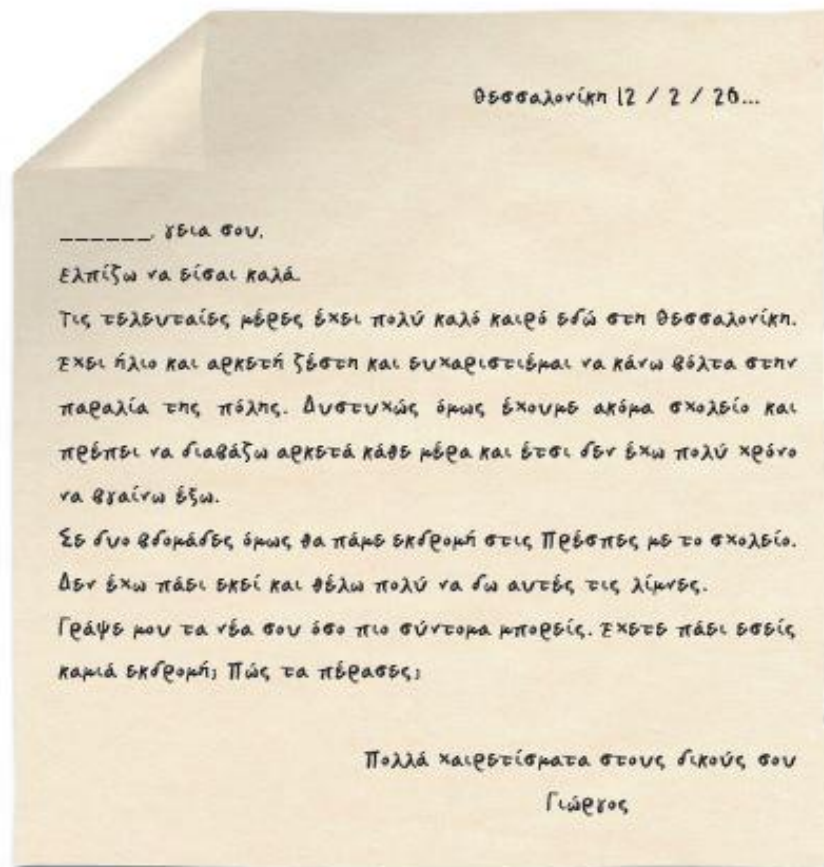 Θεσσαλονίκη 12 / 2 / 20...
______, γεια σου,
Ελπίζω να είσαι καλά.
Τις τελευταίες μέρες έχει πολύ καλό καιρό εδώ στη Θεσσαλονίκη.
Έχει ήλιο και αρκετή ζέστη και ευχαριστιέμαι να κάνω βόλτα στην
παραλία της πόλης. Δυστυχώς όμως έχουμε ακόμα σχολείο και
πρέπει να διαβάζω αρκετά κάθε μέρα και έτσι δεν έχω πολύ χρόνο
να βγαίνω έξω.
Σε δυο βδομάδες όμως θα πάμε εκδρομή στις Πρέσπες με το σχολείο.
Δεν έχω πάει εκεί και θέλω πολύ να δω αυτές τις λίμνες.
Γράψε μου τα νέα σου όσο πιο σύντομα μπορείς. Έχετε πάει εσείς
καμιά εκδρομή; Πώς τα πέρασες;
Πολλά χαιρετίσματα στους δικούς σου
Γιώργος